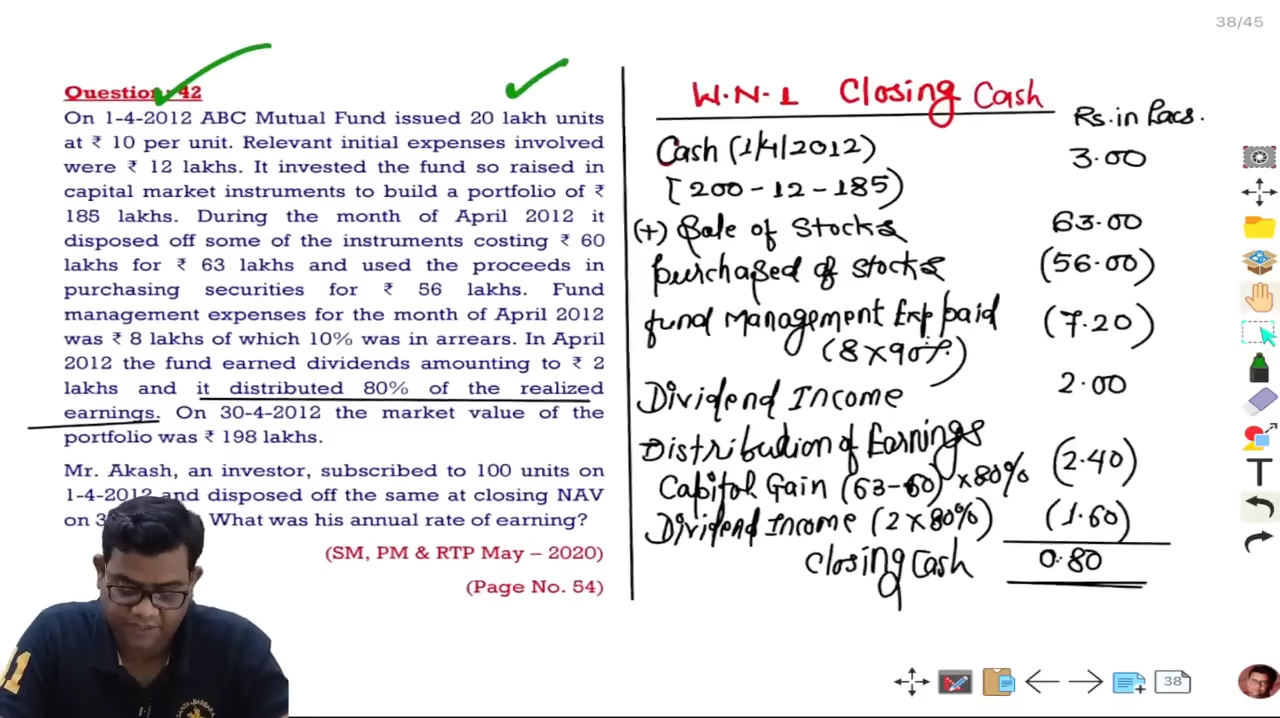 38/45
Question: 42
On 1-4-2012 ABC Mutual Fund issued 20 lakh units
at ₹ 10 per unit. Relevant initial expenses involved
were ₹ 12 lakhs. It invested the fund so raised in
capital market instruments to build a portfolio of ₹
185 lakhs. During the month of April 2012 it
disposed off some of the instruments costing ₹ 60
lakhs for ₹ 63 lakhs and used the proceeds in
purchasing securities for ₹ 56 lakhs. Fund
management expenses for the month of April 2012
was ₹ 8 lakhs of which 10% was in arrears. In April
2012 the fund earned dividends amounting to ₹ 2
lakhs and it distributed 80% of the realized
earnings. On 30-4-2012 the market value of the
portfolio was ₹ 198 lakhs.
Mr. Akash, an investor, subscribed to 100 units on
1-4-2012 and disposed off the same at closing NAV
on 3 What was his annual rate of earning?
(SM, PM & RTP May – 2020)
(Page No. 54)
W.N.1 Closing Cash
Rs. in Lacs.
Cash (1/4/2012) 3.00
[200-12-185)
(+) Sale of Stocks 63.00
purchased of Stocks (56.00)
fund Management Exp paid (7.20)
(8x90%)
Dividend Income 2.00
Distribution of Earnings
Capital Gain (63-60) x80% (2.40)
Dividend Income (2x80%) (1.60)
Closing Cash 0.80
T
38